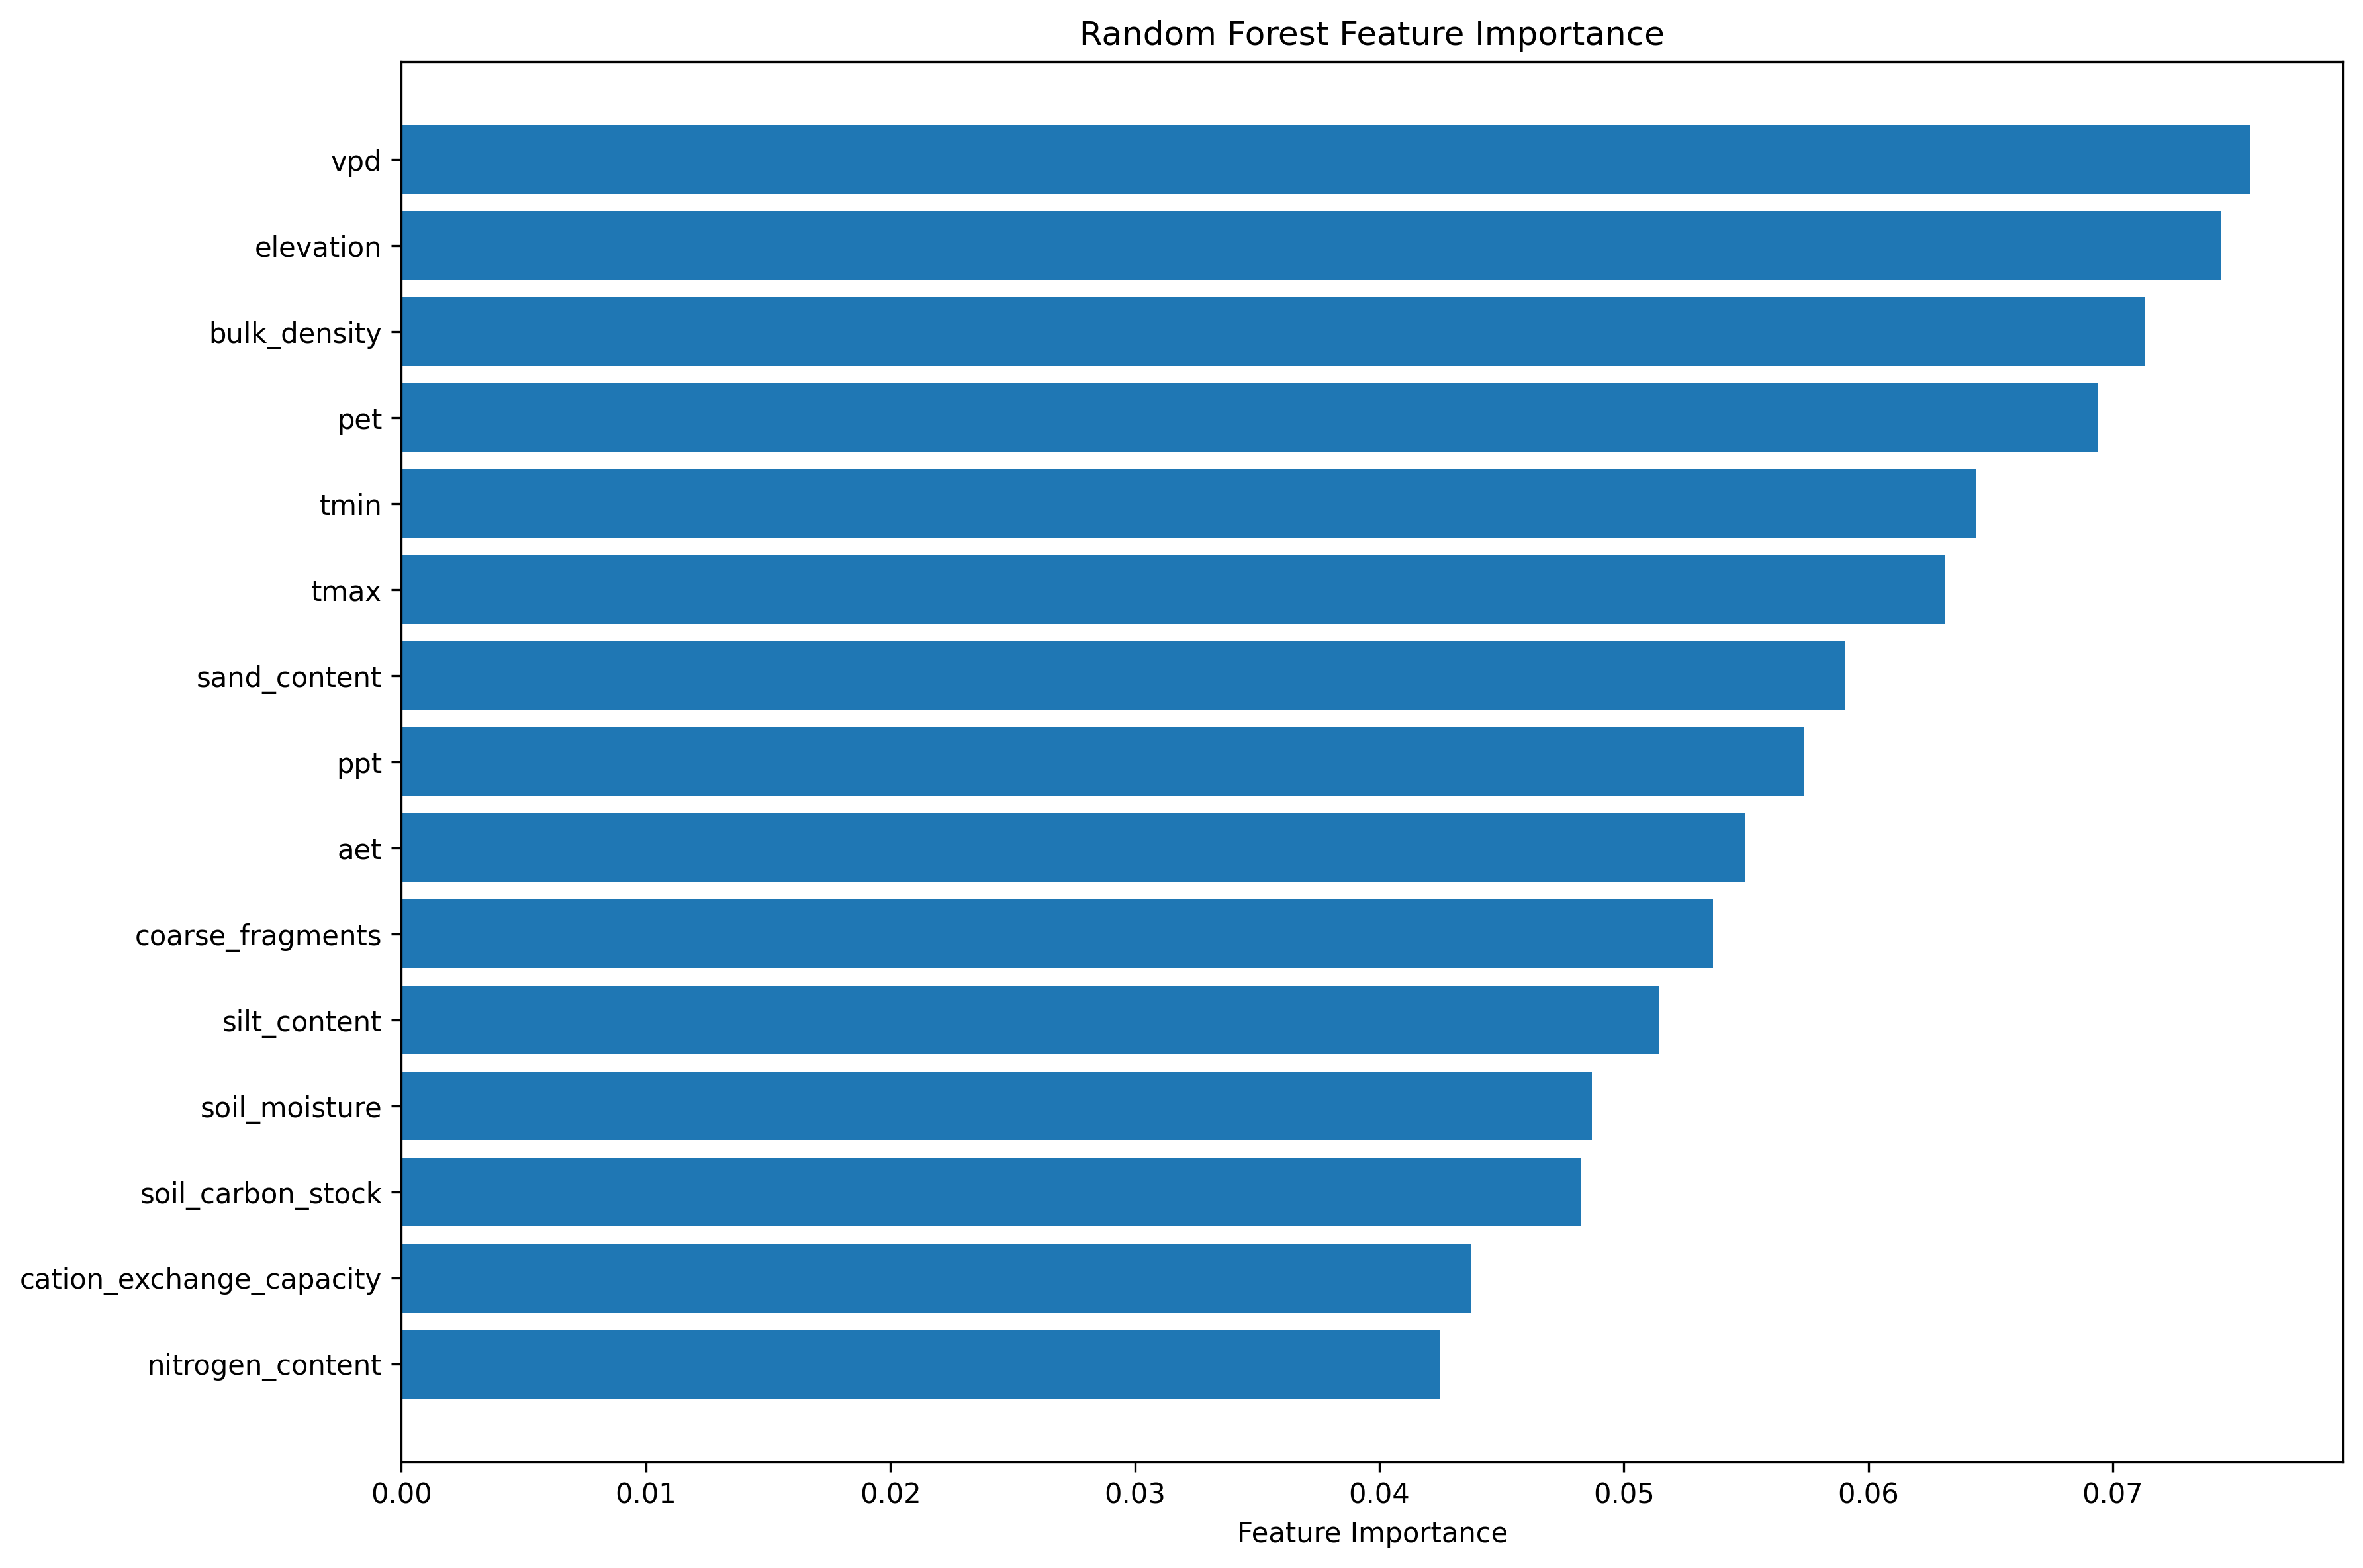 Random Forest Feature Importance
vpd
elevation
bulk_density
pet
tmin
tmax
sand_content
ppt
aet
coarse_fragments
silt_content
soil_moisture
soil_carbon_stock
cation_exchange_capacity
nitrogen_content
0.00 0.01 0.02 0.03 0.04 0.05 0.06 0.07
Feature Importance